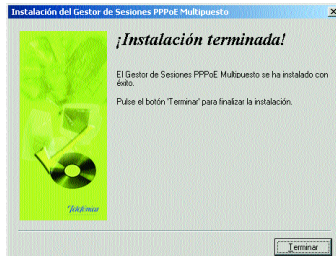 Instalación del Gestor de Sesiones PPPoE Multipuesto
¡Instalación terminada!
El Gestor de Sesiones PPPoE Multipuesto se ha instalado con
éxito.
Pulse el botón 'Terminar' para finalizar la instalación.
Telefónica
Terminar